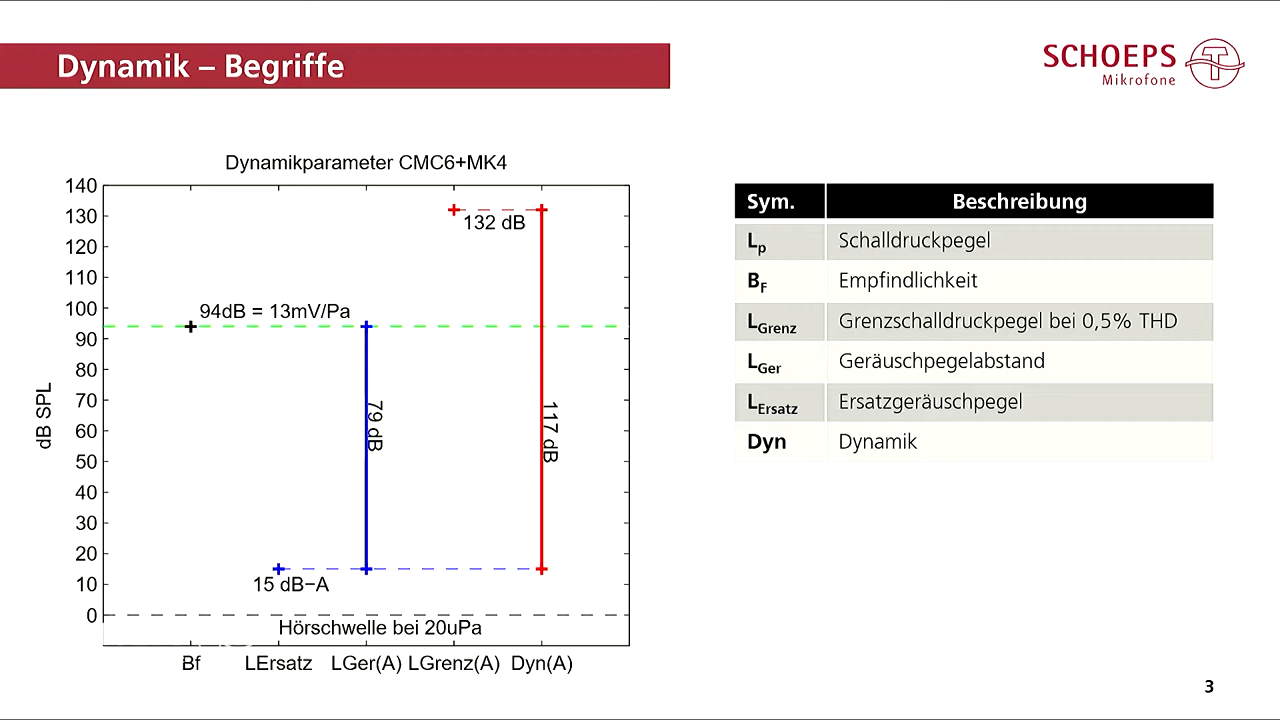 Dynamik – Begriffe
SCHOEPS
Mikrofone
Dynamikparameter CMC6+MK4
140
130
120
110
100
90
80
70
60
50
40
30
20
10
0
dB SPL
132 dB
94dB = 13mV/Pa
79 dB
117 dB
15 dB−A
Hörschwelle bei 20uPa
Bf LErsatz LGer(A) LGrenz(A) Dyn(A)
Sym. Beschreibung
Lp Schalldruckpegel
BF Empfindlichkeit
LGrenz Grenzschalldruckpegel bei 0,5% THD
LGer Geräuschpegelabstand
LErsatz Ersatzgeräuschpegel
Dyn Dynamik
3